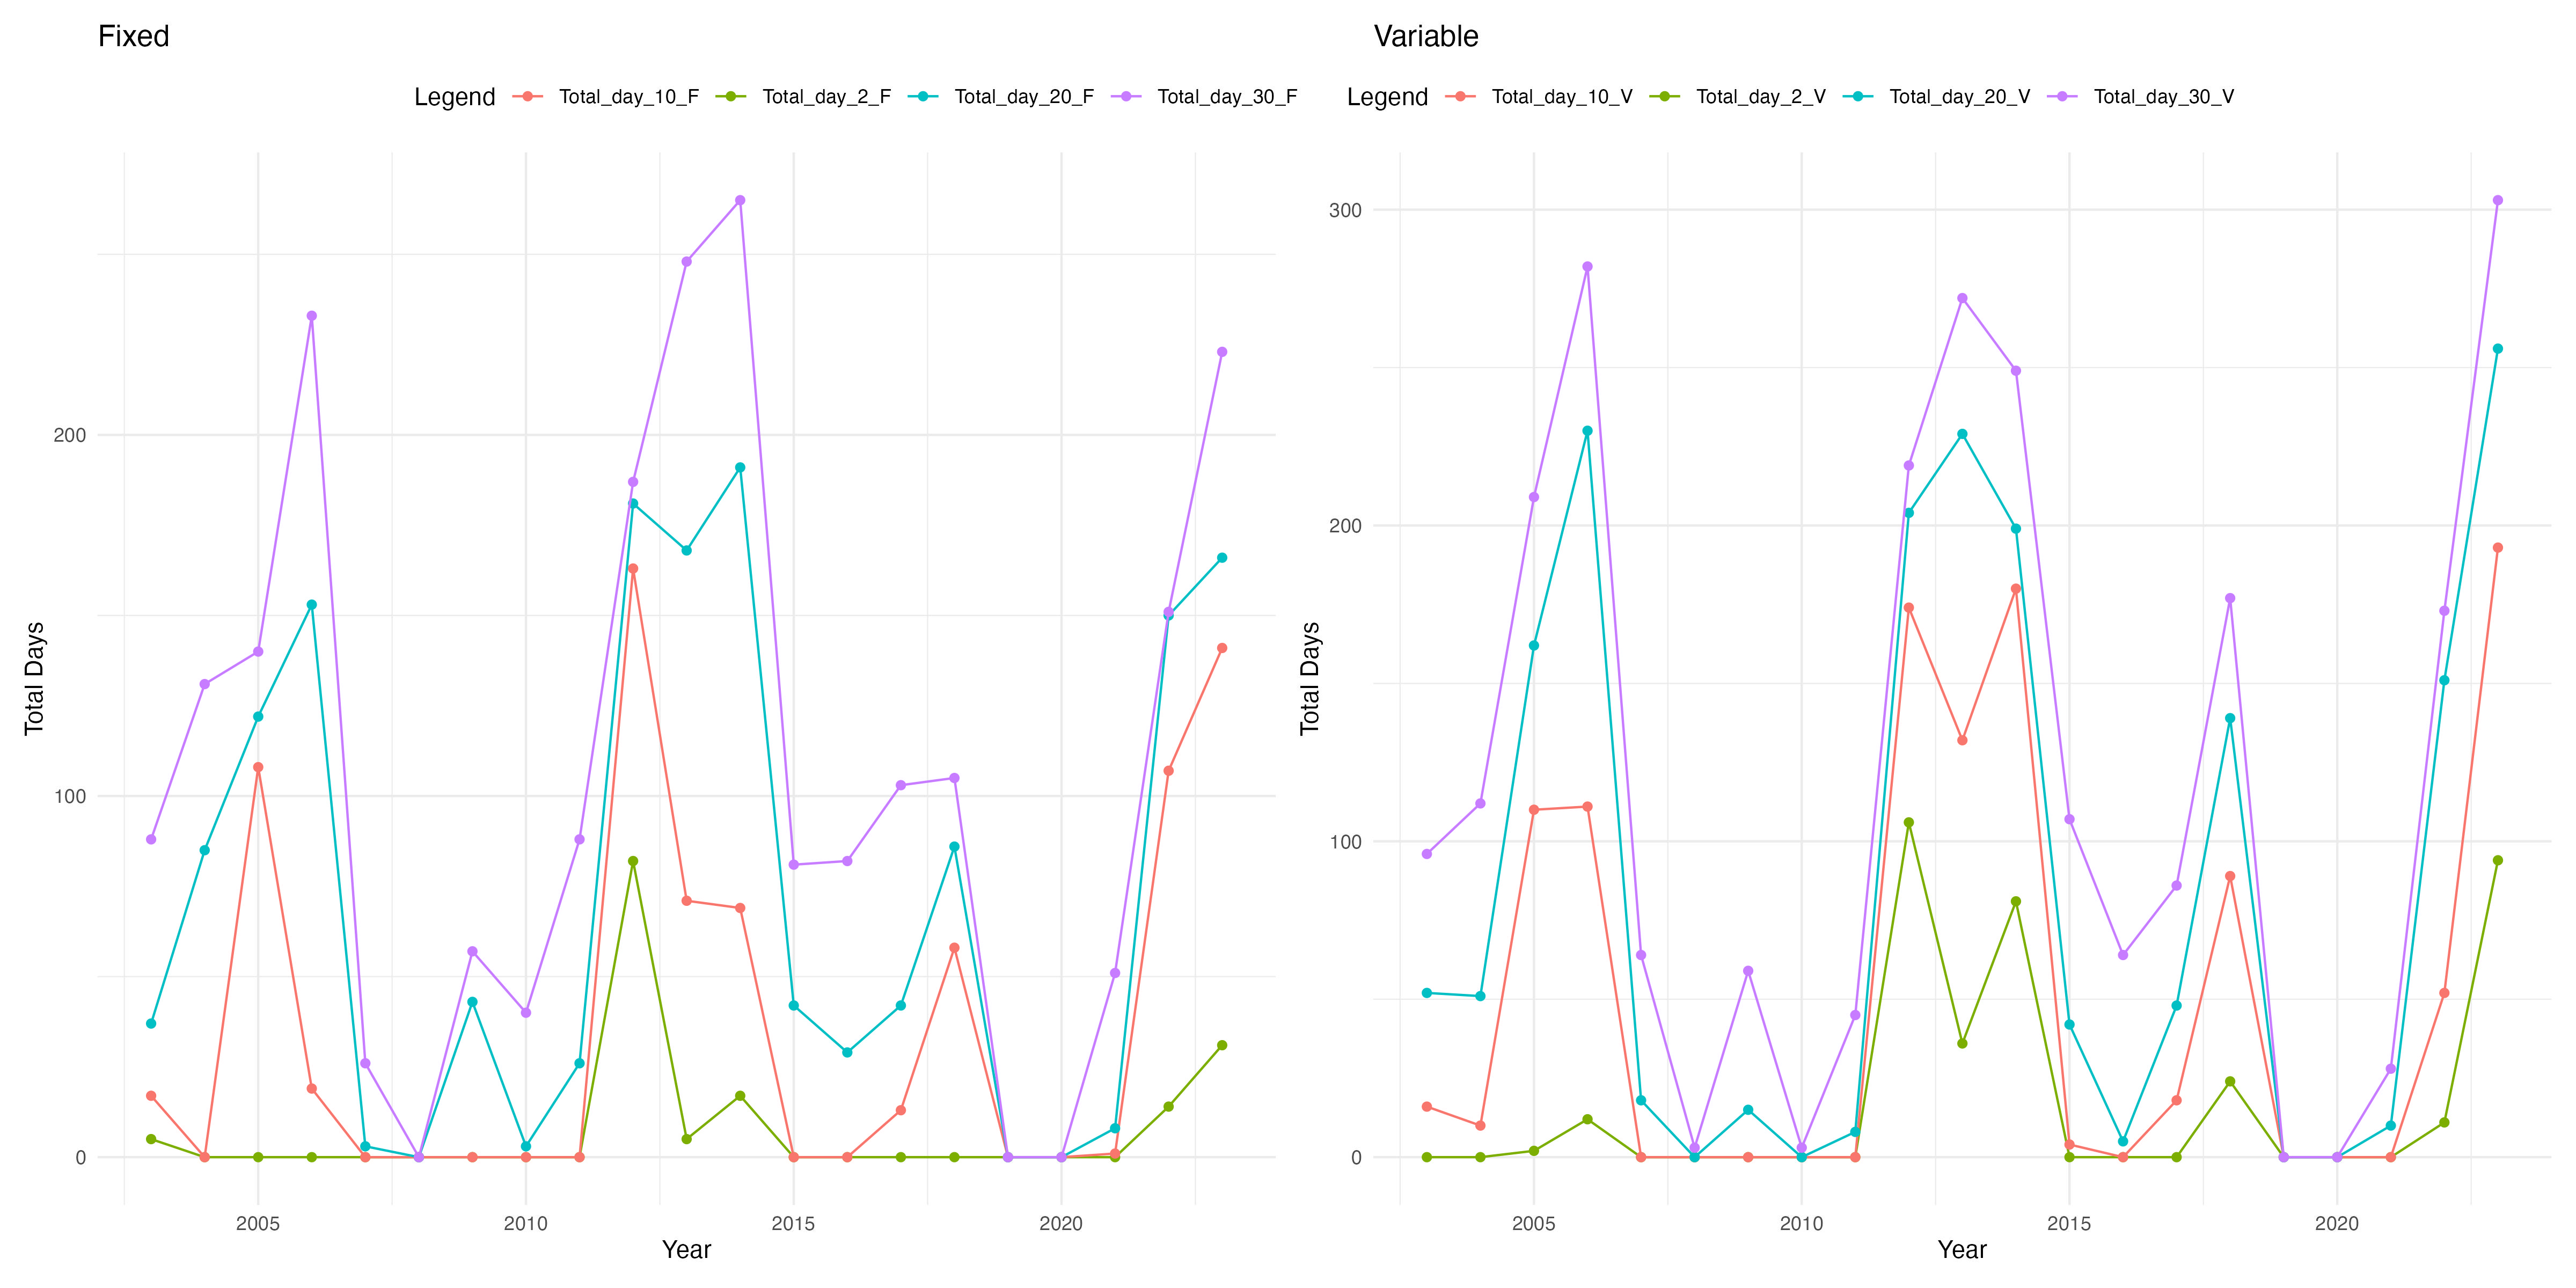 Fixed
Legend Total_day_10_F Total_day_2_F Total_day_20_F Total_day_30_F
Total Days
200
100
0
2005 2010 2015 2020
Year
Variable
Legend Total_day_10_V Total_day_2_V Total_day_20_V Total_day_30_V
Total Days
300
200
100
0
2005 2010 2015 2020
Year